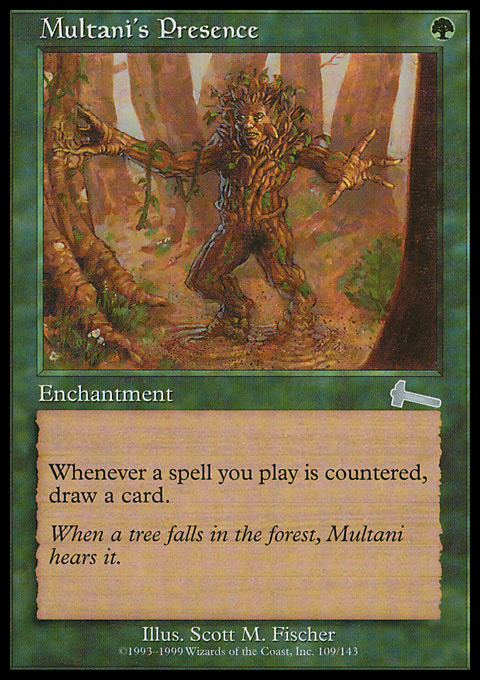 Multani's Presence
Enchantment
Whenever a spell you play is countered,
draw a card.
When a tree falls in the forest, Multani
hears it.
Illus. Scott M. Fischer
©1993–1999 Wizards of the Coast, Inc. 109/143